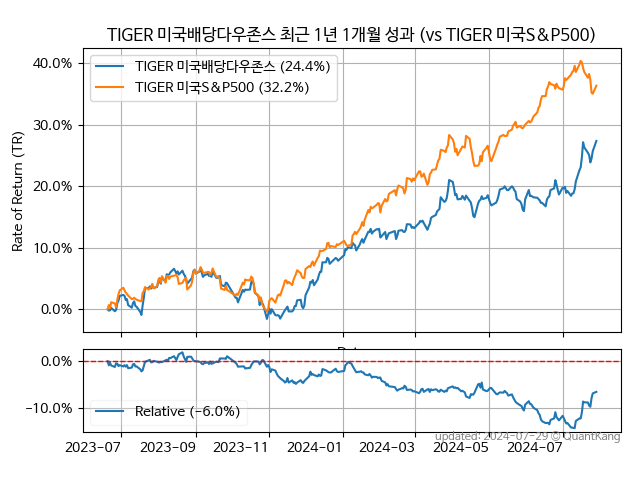 TIGER 미국배당다우존스 최근 1년 1개월 성과 (vs TIGER 미국S&P500)
TIGER 미국배당다우존스 (24.4%)
TIGER 미국S&P500 (32.2%)
Rate of Return (TR)
40.0%
30.0%
20.0%
10.0%
0.0%
0.0%
−10.0%
Relative (−6.0%)
updated: 2024-07-29 © QuantKang
2023-07
2023-09
2023-11
2024-01
2024-03
2024-05
2024-07